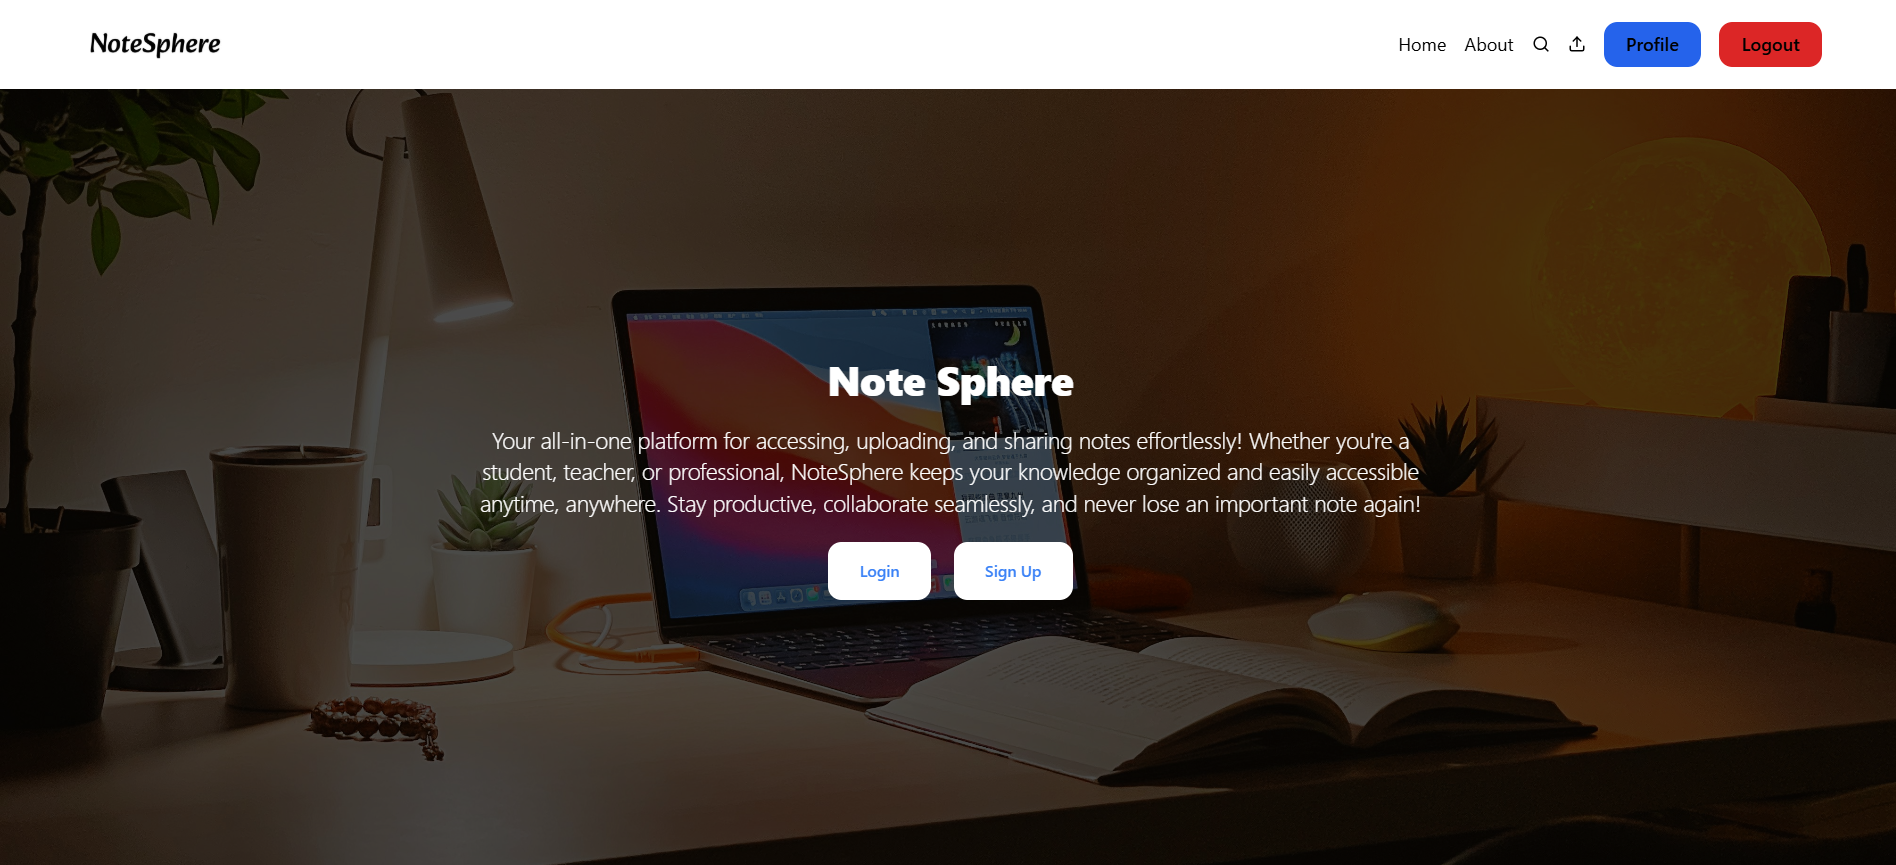 NoteSphere
Home About Profile Logout
Note Sphere
Your all-in-one platform for accessing, uploading, and sharing notes effortlessly! Whether you're a
student, teacher, or professional, NoteSphere keeps your knowledge organized and easily accessible
anytime, anywhere. Stay productive, collaborate seamlessly, and never lose an important note again!
Login Sign Up